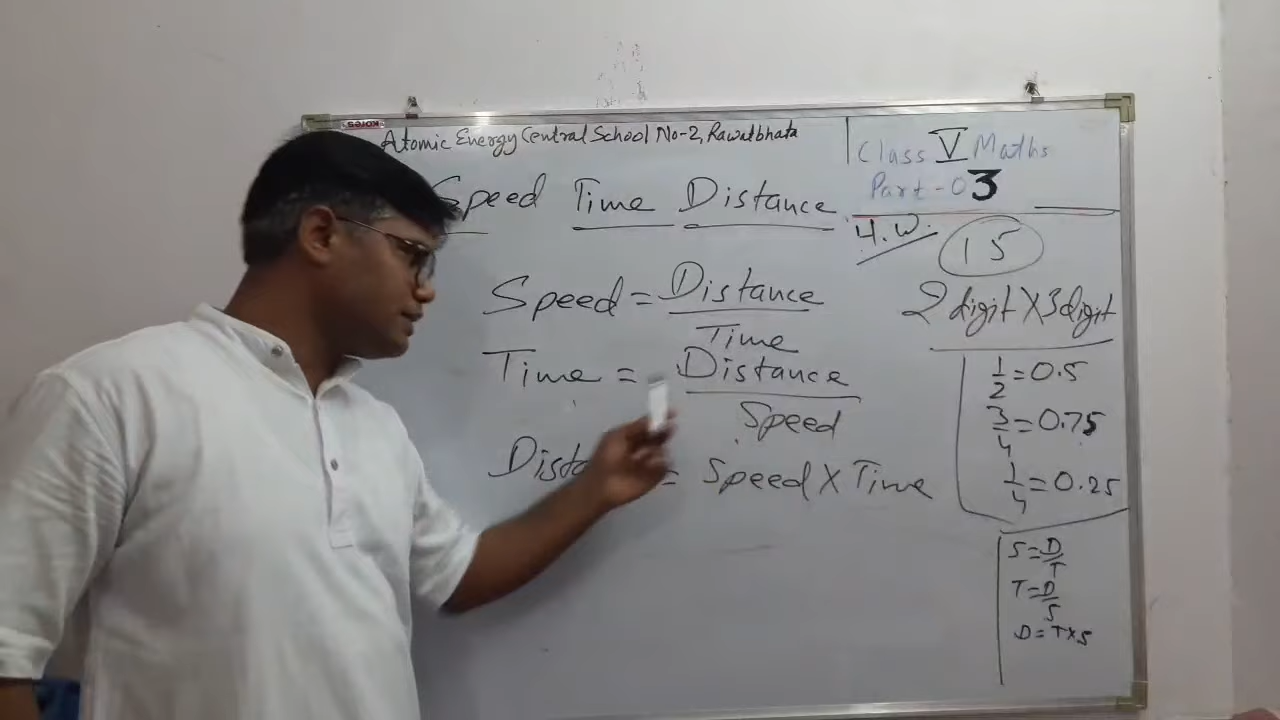 KORES
Atomic Energy Central School No-2, Rawatbhata
Class V Maths
Part-03
Speed Time Distance
H.W.
15
2 digit X 3 digit
Speed = Distance
Time
Time = Distance
Speed
= Speed X Time
1/2 = 0.5
3/4 = 0.75
1/4 = 0.25
S = D/T
T = D/S
D = T X S